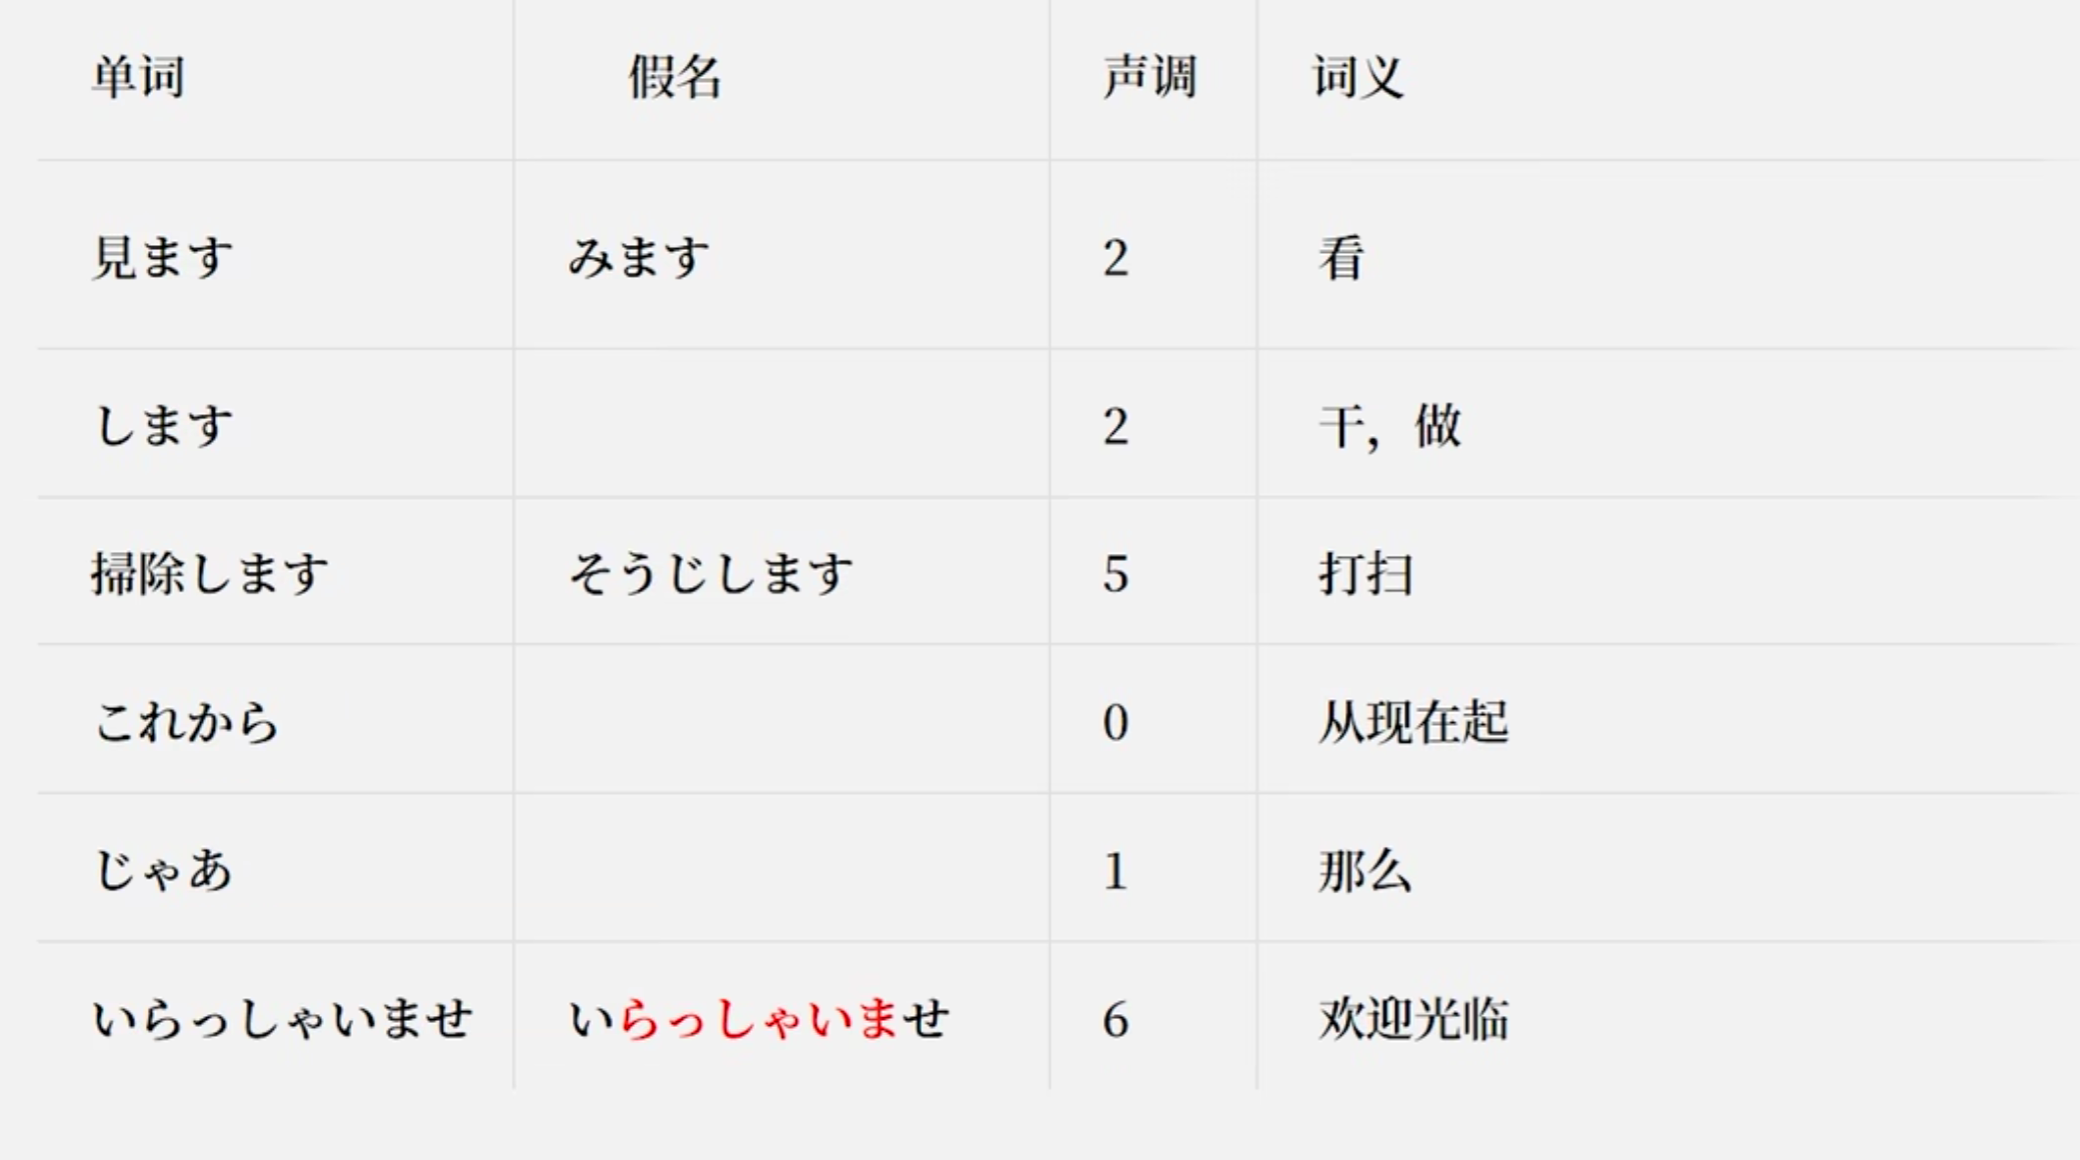 单词 假名 声调 词义
見ます みます 2 看
します 2 干，做
掃除します そうじします 5 打扫
これから 0 从现在起
じゃあ 1 那么
いらっしゃいませ いらっしゃいませ 6 欢迎光临